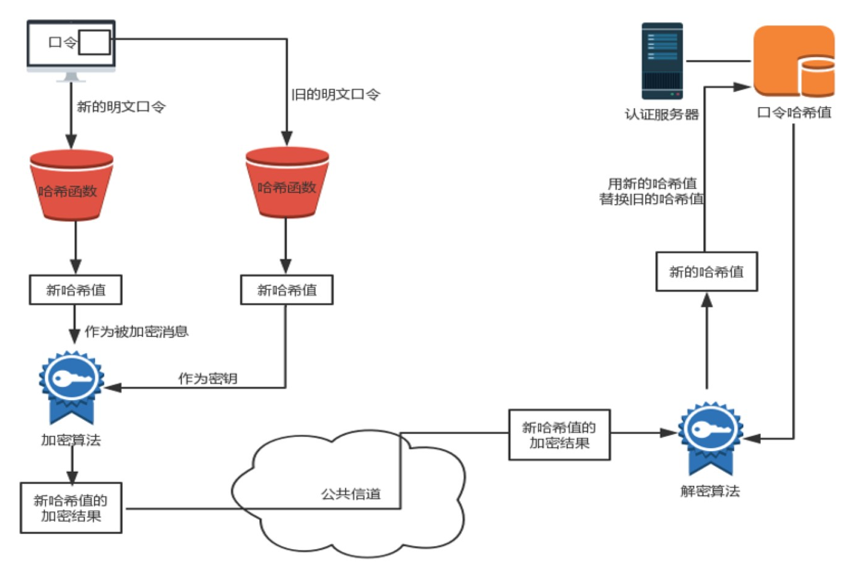 口令
新的明文口令
旧的明文口令
哈希函数
哈希函数
新哈希值
新哈希值
作为被加密消息
作为密钥
加密算法
新哈希值的
加密结果
公共信道
新哈希值的
加密结果
解密算法
新的哈希值
用新的哈希值
替换旧的哈希值
认证服务器
口令哈希值